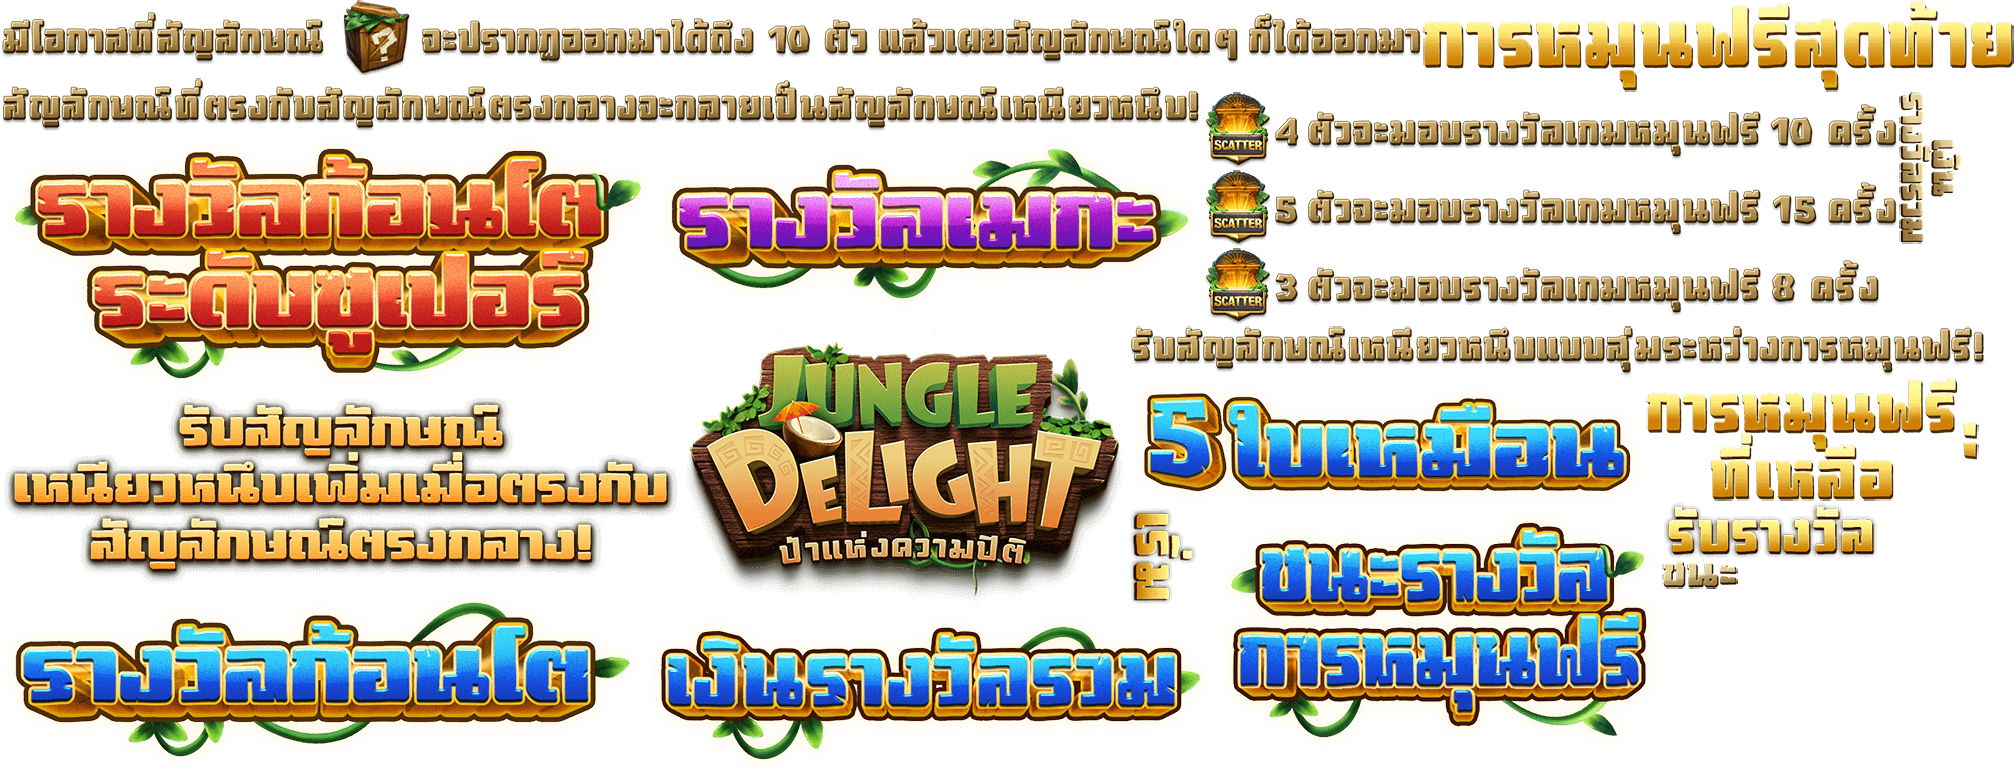 มีโอกาสที่สัญลักษณ์ ? จะปรากฏออกมาได้ถึง 10 ตัว แล้วเผยสัญลักษณ์ใดๆ ก็ได้ออกมา
การหมุนฟรีสุดท้าย
สัญลักษณ์ที่ตรงกับสัญลักษณ์ตรงกลางจะกลายเป็นสัญลักษณ์เหนียวหนึบ!
SCATTER 4 ตัวจะมอบรางวัลเกมหมุนฟรี 10 ครั้ง
SCATTER 5 ตัวจะมอบรางวัลเกมหมุนฟรี 15 ครั้ง
SCATTER 3 ตัวจะมอบรางวัลเกมหมุนฟรี 8 ครั้ง
เงิน
รางวัลรวม
รางวัลก้อนโต
ระดับซูเปอร์
รางวัลเมกะ
รับสัญลักษณ์เหนียวหนึบแบบสุ่มระหว่างการหมุนฟรี!
JUNGLE
DELIGHT
ป่าแห่งความปีติ
5 ใบเหมือน
การหมุนฟรี
ที่เหลือ
รับรางวัล
ชนะ
รับสัญลักษณ์
เหนียวหนึบเพิ่มเมื่อตรงกับ
สัญลักษณ์ตรงกลาง!
เริ่ม
ชนะรางวัล
การหมุนฟรี
รางวัลก้อนโต
เงินรางวัลรวม